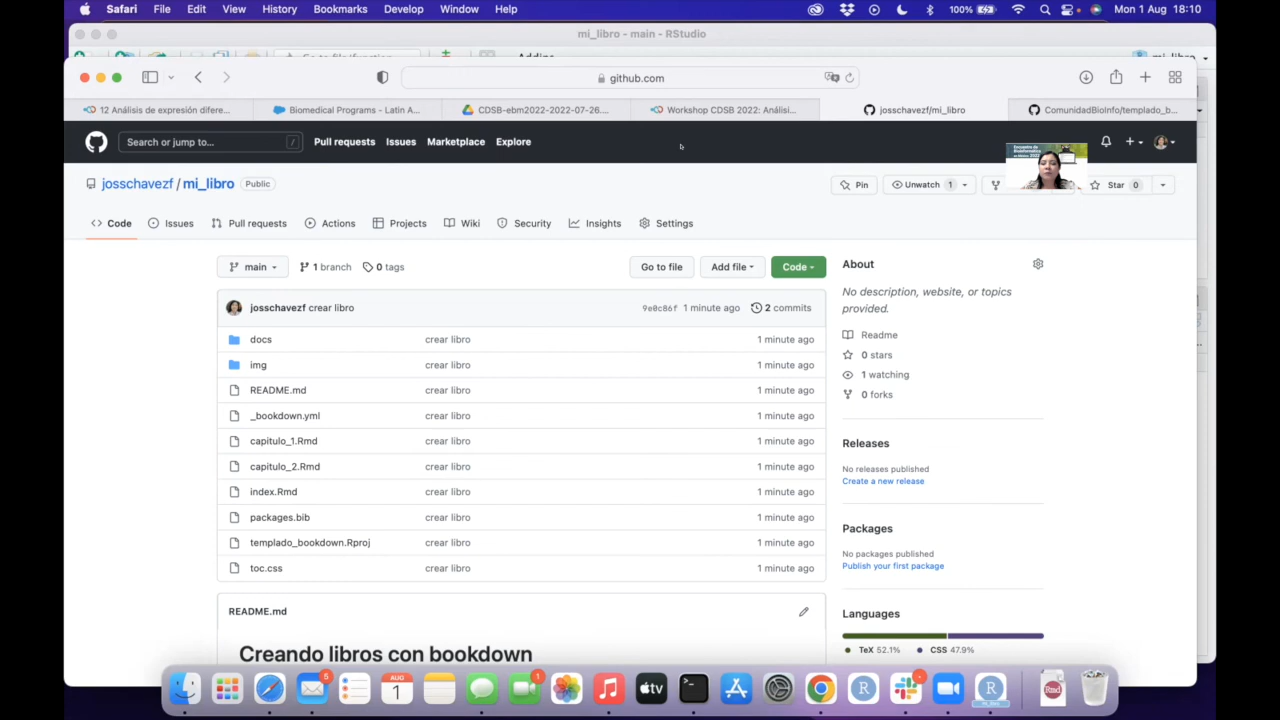 Safari File Edit View History Bookmarks Develop Window Help 100% Mon 1 Aug 18:10
mi_libro - main - RStudio
github.com
12 Análisis de expresión difere... Biomedical Programs - Latin A... CDSB-ebm2022-2022-07-26.... Workshop CDSB 2022: Análisi... josschavezf/mi_libro ComunidadBioInfo/templado_b...
Search or jump to... / Pull requests Issues Marketplace Explore
josschavezf / mi_libro Public
Pin Unwatch 1 Star 0
Code Issues Pull requests Actions Projects Wiki Security Insights Settings
main 1 branch 0 tags Go to file Add file Code
About
No description, website, or topics
provided.
josschavezf crear libro 9e0c86f 1 minute ago 2 commits
docs crear libro 1 minute ago
img crear libro 1 minute ago
README.md crear libro 1 minute ago
_bookdown.yml crear libro 1 minute ago
capitulo_1.Rmd crear libro 1 minute ago
capitulo_2.Rmd crear libro 1 minute ago
index.Rmd crear libro 1 minute ago
packages.bib crear libro 1 minute ago
templado_bookdown.Rproj crear libro 1 minute ago
toc.css crear libro 1 minute ago
Readme
0 stars
1 watching
0 forks
Releases
No releases published
Create a new release
Packages
No packages published
Publish your first package
Languages
TeX 52.1% CSS 47.9%
README.md
Creando libros con bookdown
5
AUG
1
1
tv
R
R
Rmd